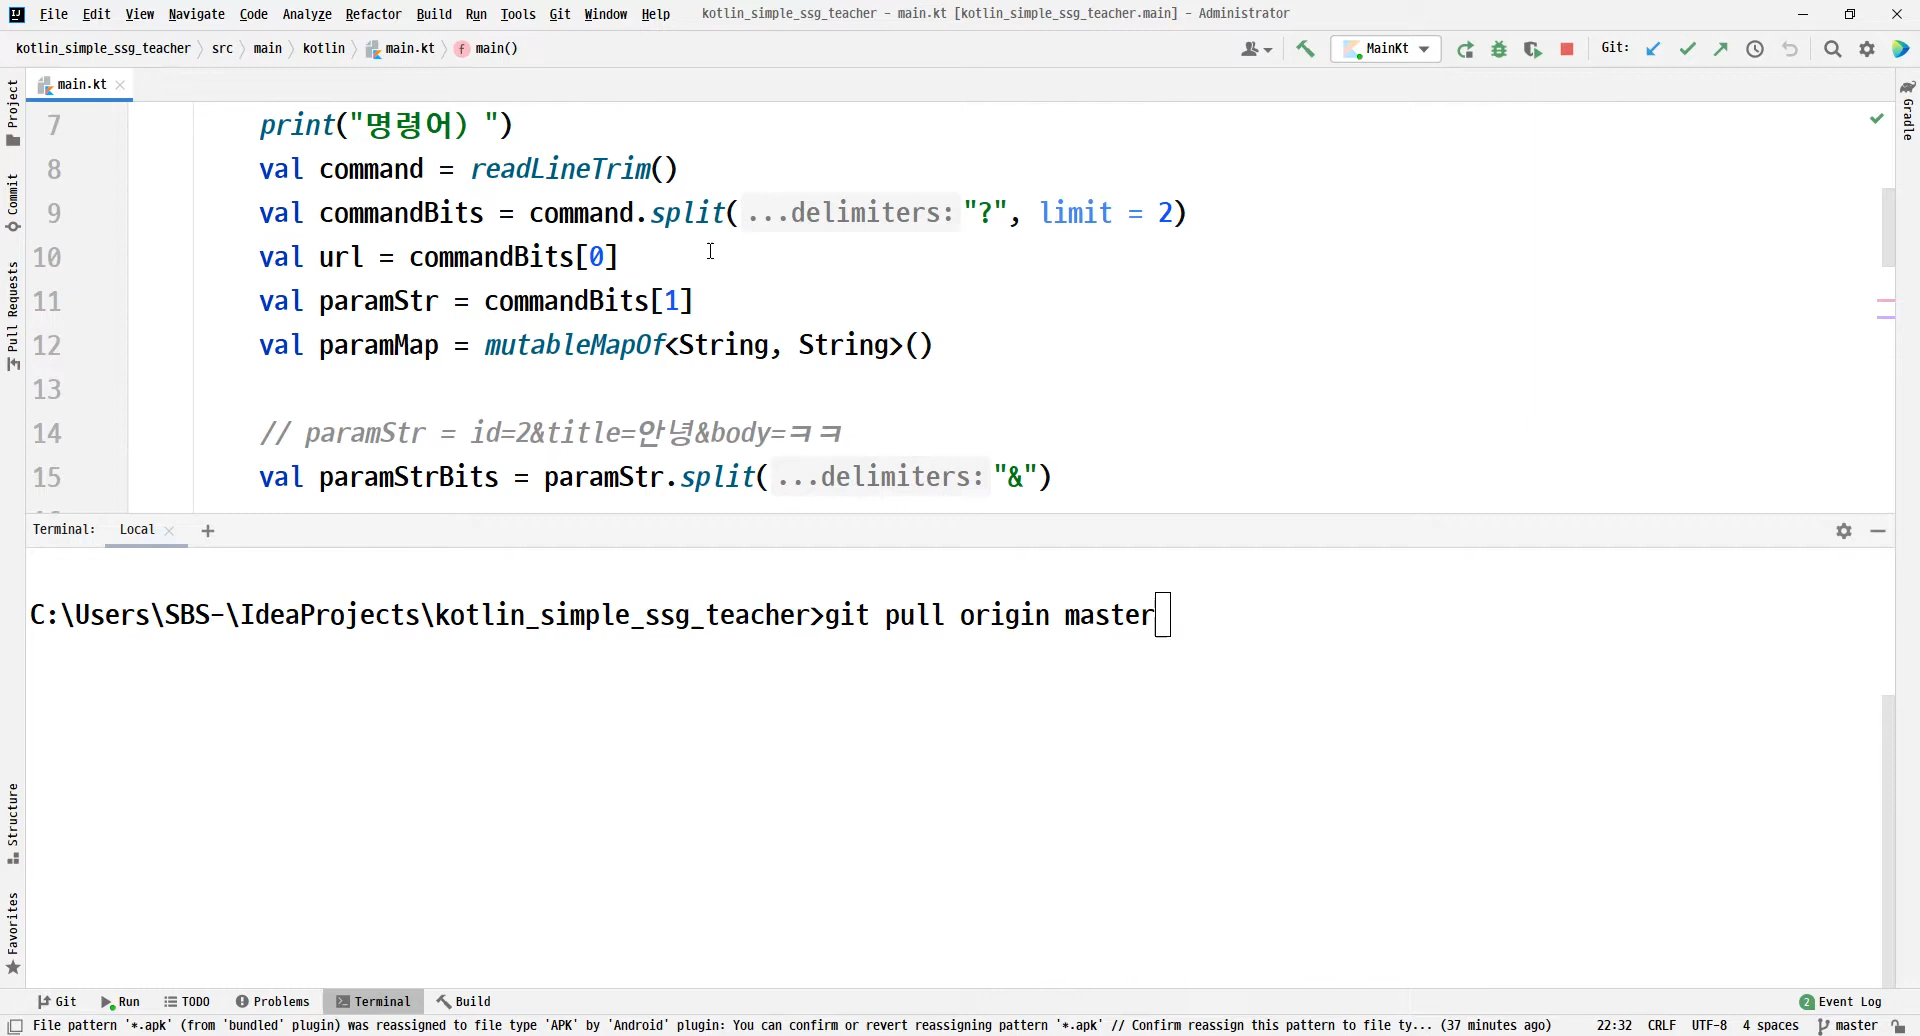 File Edit View Navigate Code Analyze Refactor Build Run Tools Git Window Help kotlin_simple_ssg_teacher - main.kt [kotlin_simple_ssg_teacher.main] - Administrator
kotlin_simple_ssg_teacher src main kotlin main.kt main() MainKt Git:
main.kt
Project
Commit
Pull Requests
Structure
Favorites
Gradle
7 print("명령어) ")
8 val command = readLineTrim()
9 val commandBits = command.split( ...delimiters: "?", limit = 2)
10 val url = commandBits[0]
11 val paramStr = commandBits[1]
12 val paramMap = mutableMapOf<String, String>()
13
14 // paramStr = id=2&title=안녕&body=ㅋㅋ
15 val paramStrBits = paramStr.split( ...delimiters: "&")
Terminal: Local
C:\Users\SBS-\IdeaProjects\kotlin_simple_ssg_teacher>git pull origin master
Git Run TODO Problems Terminal Build 2 Event Log
File pattern '*.apk' (from 'bundled' plugin) was reassigned to file type 'APK' by 'Android' plugin: You can confirm or revert reassigning pattern '*.apk' // Confirm reassign this pattern to file ty... (37 minutes ago) 22:32 CRLF UTF-8 4 spaces master